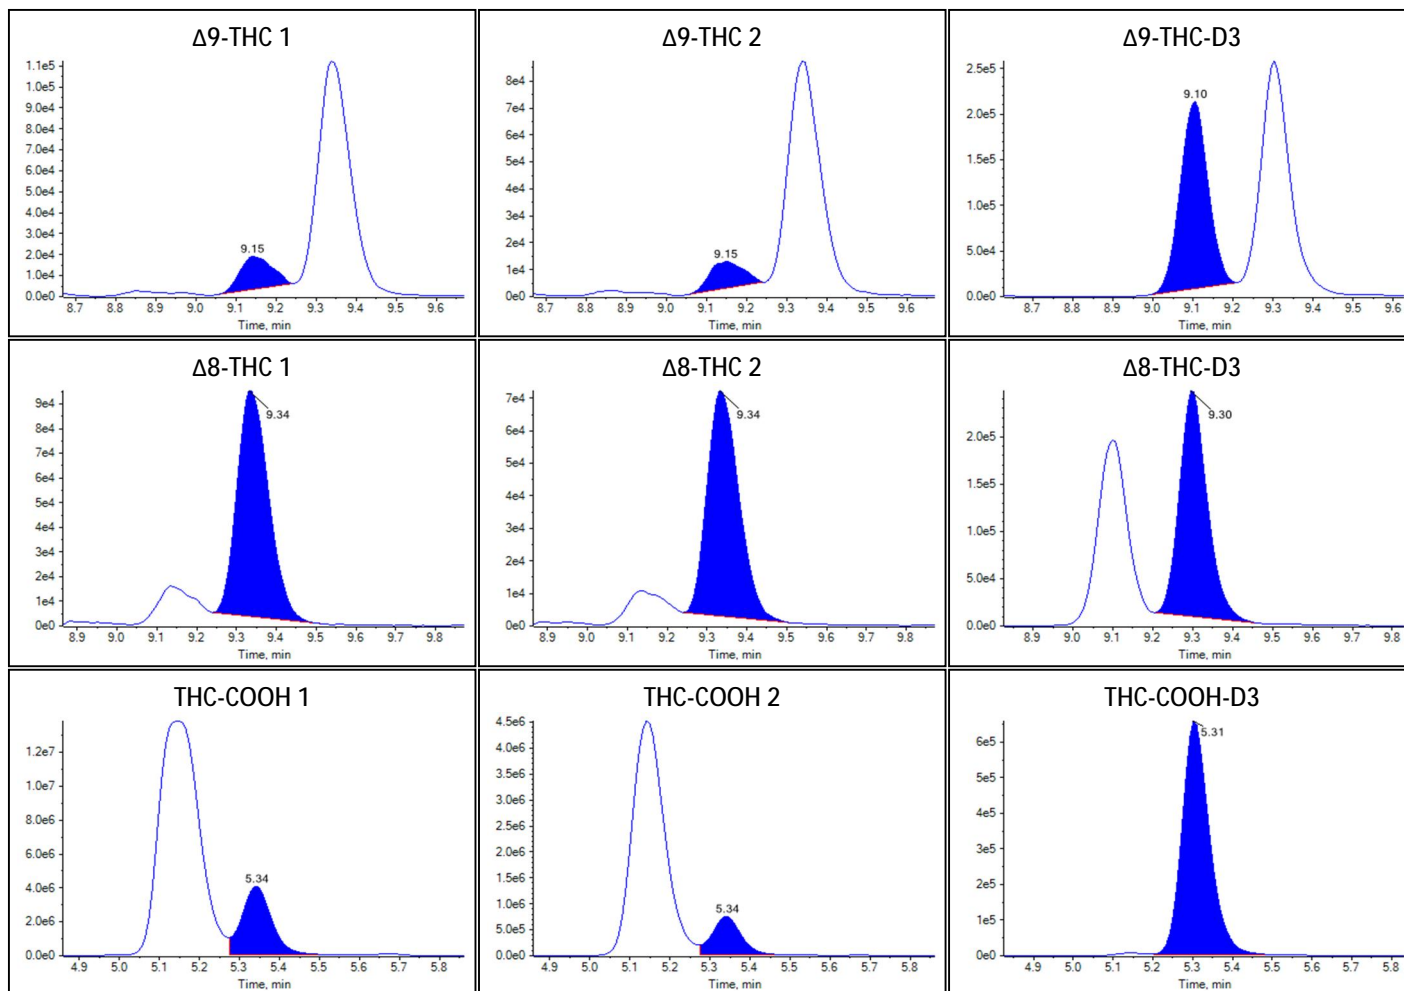 Δ9-THC 1
1.1e5
1.0e5
9.0e4
8.0e4
7.0e4
6.0e4
5.0e4
4.0e4
3.0e4
2.0e4
1.0e4
0.0e0
9.15
8.7 8.8 8.9 9.0 9.1 9.2 9.3 9.4 9.5 9.6
Time, min
Δ9-THC 2
8e4
7e4
6e4
5e4
4e4
3e4
2e4
1e4
0e0
9.15
8.7 8.8 8.9 9.0 9.1 9.2 9.3 9.4 9.5 9.6
Time, min
Δ9-THC-D3
2.5e5
2.0e5
1.5e5
1.0e5
5.0e4
0.0e0
9.10
8.7 8.8 8.9 9.0 9.1 9.2 9.3 9.4 9.5 9.6
Time, min
Δ8-THC 1
9e4
8e4
7e4
6e4
5e4
4e4
3e4
2e4
1e4
0e0
9.34
8.9 9.0 9.1 9.2 9.3 9.4 9.5 9.6 9.7 9.8
Time, min
Δ8-THC 2
7e4
6e4
5e4
4e4
3e4
2e4
1e4
0e0
9.34
8.9 9.0 9.1 9.2 9.3 9.4 9.5 9.6 9.7 9.8
Time, min
Δ8-THC-D3
2.0e5
1.5e5
1.0e5
5.0e4
0.0e0
9.30
8.9 9.0 9.1 9.2 9.3 9.4 9.5 9.6 9.7 9.8
Time, min
THC-COOH 1
1.2e7
1.0e7
8.0e6
6.0e6
4.0e6
2.0e6
0.0e0
5.34
4.9 5.0 5.1 5.2 5.3 5.4 5.5 5.6 5.7 5.8
Time, min
THC-COOH 2
4.5e6
4.0e6
3.5e6
3.0e6
2.5e6
2.0e6
1.5e6
1.0e6
5.0e5
0.0e0
5.34
4.9 5.0 5.1 5.2 5.3 5.4 5.5 5.6 5.7 5.8
Time, min
THC-COOH-D3
6e5
5e5
4e5
3e5
2e5
1e5
0e0
5.31
4.9 5.0 5.1 5.2 5.3 5.4 5.5 5.6 5.7 5.8
Time, min